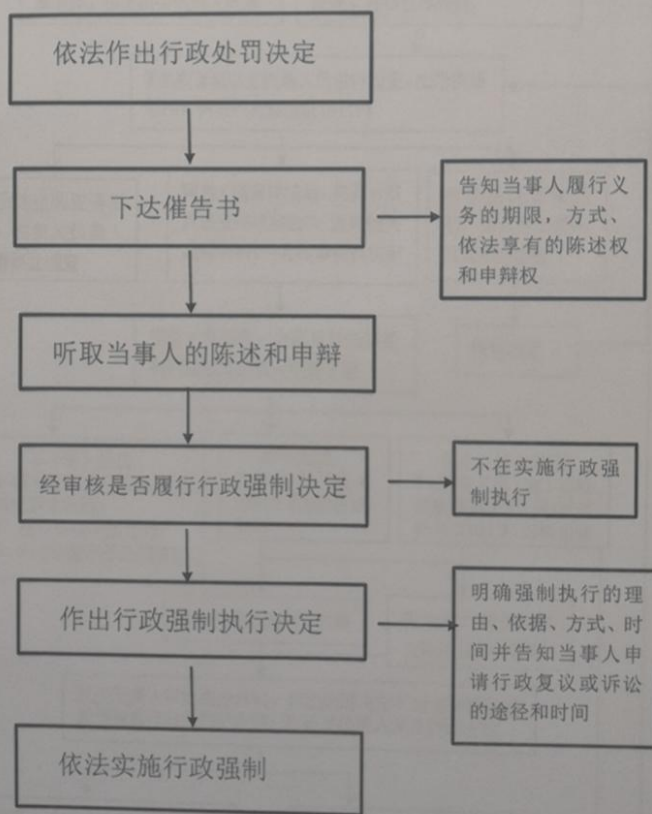 依法作出行政处罚决定
下达催告书
告知当事人履行义
务的期限，方式、
依法享有的陈述权
和申辩权
听取当事人的陈述和申辩
经审核是否履行行政强制决定
不在实施行政强
制执行
作出行政强制执行决定
明确强制执行的理
由、依据、方式、时
间并告知当事人申
请行政复议或诉讼
的途径和时间
依法实施行政强制